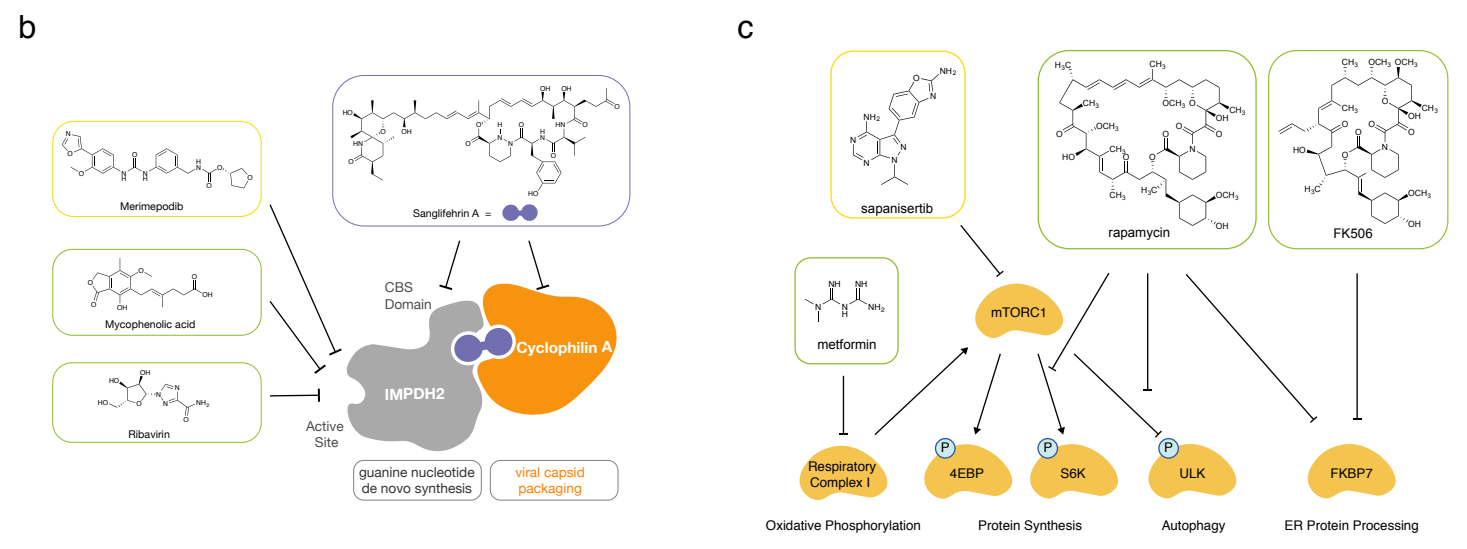 b
Merimepodib
Mycophenolic acid
Ribavirin
Sanglifehrin A =
CBS
Domain
IMPDH2
Cyclophilin A
Active
Site
guanine nucleotide
de novo synthesis
viral capsid
packaging
c
sapanisertib
rapamycin
FK506
metformin
mTORC1
Respiratory
Complex I
P
4EBP
P
S6K
P
ULK
FKBP7
Oxidative Phosphorylation
Protein Synthesis
Autophagy
ER Protein Processing